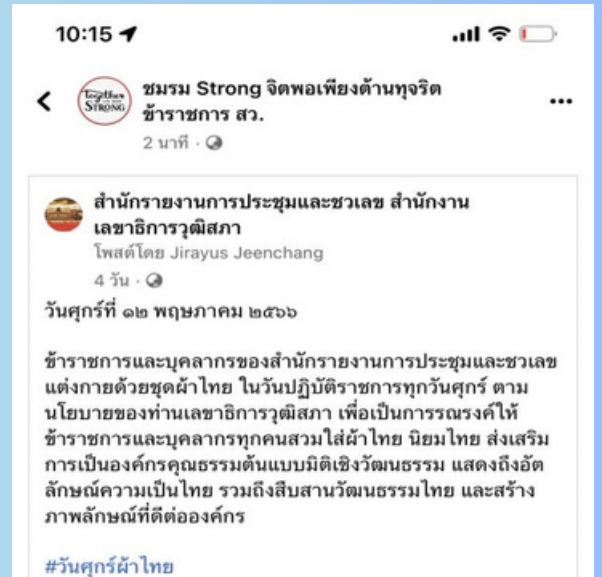 10:15
ชมรม Strong จิตพอเพียงต้านทุจริต
ข้าราชการ สว.
2 นาที ·
Together
STRONG
สำนักรายงานการประชุมและชวเลข สำนักงาน
เลขาธิการวุฒิสภา
โพสต์โดย Jirayus Jeenchang
4 วัน ·
วันศุกร์ที่ ๑๒ พฤษภาคม ๒๕๖๖
ข้าราชการและบุคลากรของสำนักรายงานการประชุมและชวเลข
แต่งกายด้วยชุดผ้าไทย ในวันปฏิบัติราชการทุกวันศุกร์ ตาม
นโยบายของท่านเลขาธิการวุฒิสภา เพื่อเป็นการรณรงค์ให้
ข้าราชการและบุคลากรทุกคนสวมใส่ผ้าไทย นิยมไทย ส่งเสริม
การเป็นองค์กรคุณธรรมต้นแบบมิติเชิงวัฒนธรรม แสดงถึงอัต
ลักษณ์ความเป็นไทย รวมถึงสืบสานวัฒนธรรมไทย และสร้าง
ภาพลักษณ์ที่ดีต่อองค์กร
#วันศุกร์ผ้าไทย